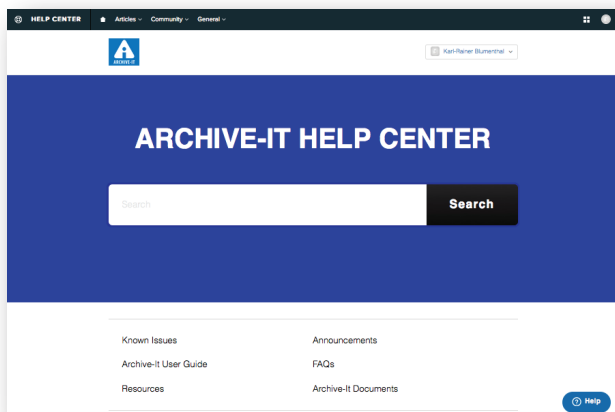 HELP CENTER Articles Community General
ARCHIVE-IT
Karl-Rainer Blumenthal
ARCHIVE-IT HELP CENTER
Search Search
Known Issues Announcements
Archive-It User Guide FAQs
Resources Archive-It Documents
Help